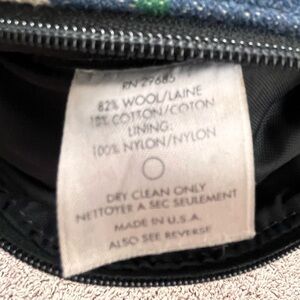 RN 29685
82% WOOL/LAINE
18% COTTON/COTON
LINING:
100% NYLON/NYLON
DRY CLEAN ONLY
NETTOYER A SEC SEULEMENT
MADE IN U.S.A.
ALSO SEE REVERSE